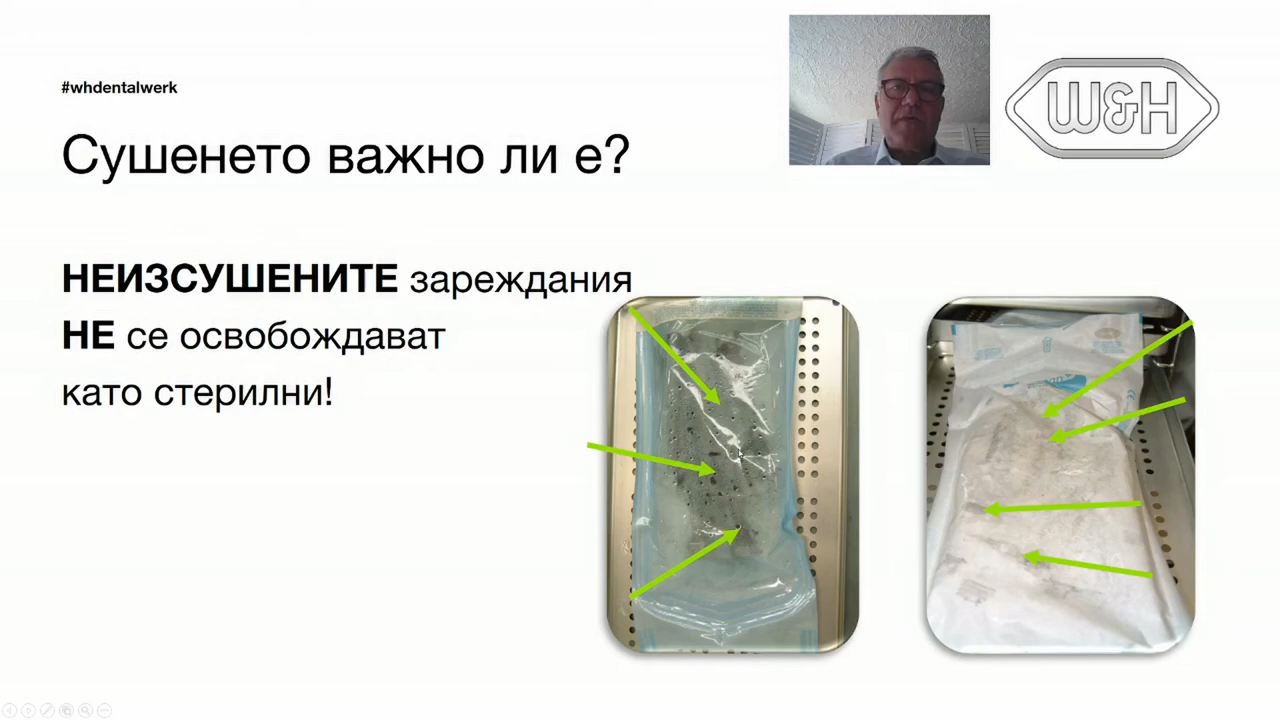 #whdentalwerk
W&H
Сушенето важно ли е?
НЕИЗСУШЕНИТЕ зареждания
НЕ се освобождават
като стерилни!